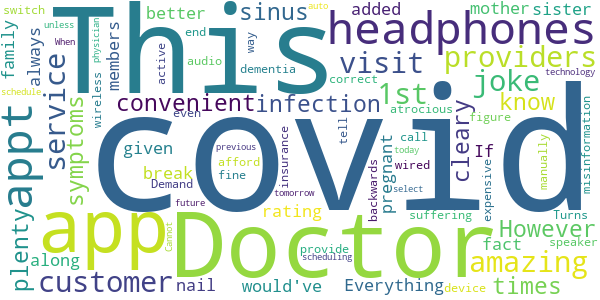 switch better sinus added mother sister
unless auto
family always members end way This headphones
When physician
active audio visit providers
service wireless dementia correct 1st joke
schedule convenient infection atrocious know
appt symptoms even covid tell call figure
given cleary If technology
today misinformation
plenty break insurance afford fine previous wired pregnant manually
Demand tomorrow backwards select expensive
app Doctor suffering However
along rating future fact speaker
Cannot provide amazing Turns
customer nail would've scheduling Everything device times